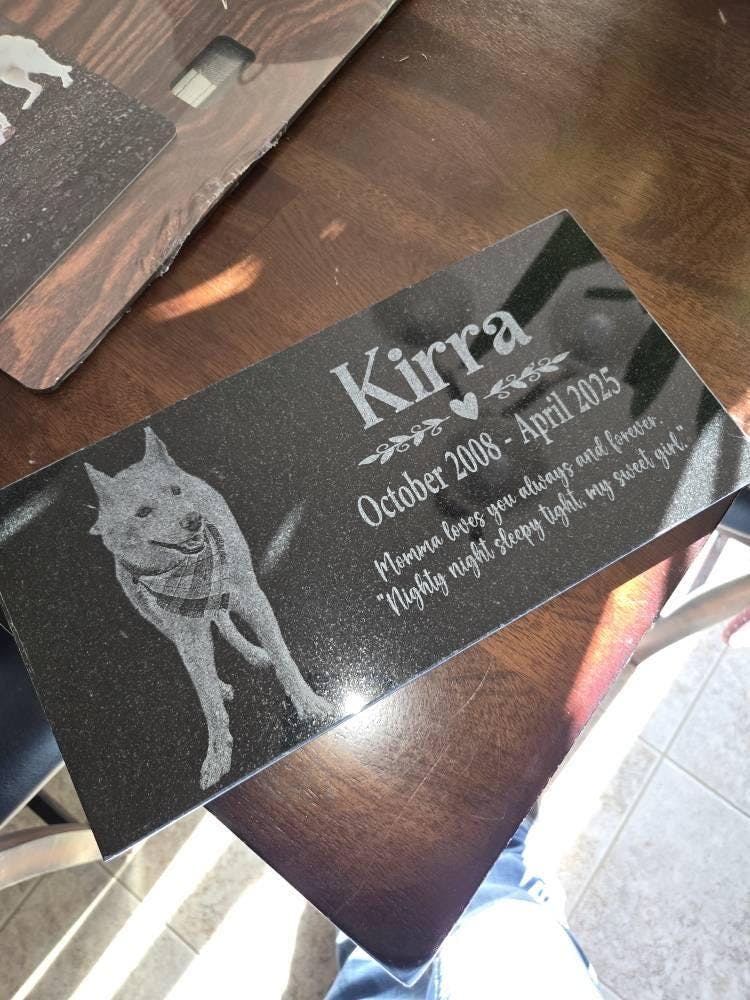 Kirra
October 2008 - April 2025
Momma loves you always and forever.
"Nighty night sleepy tight, my sweet girl."